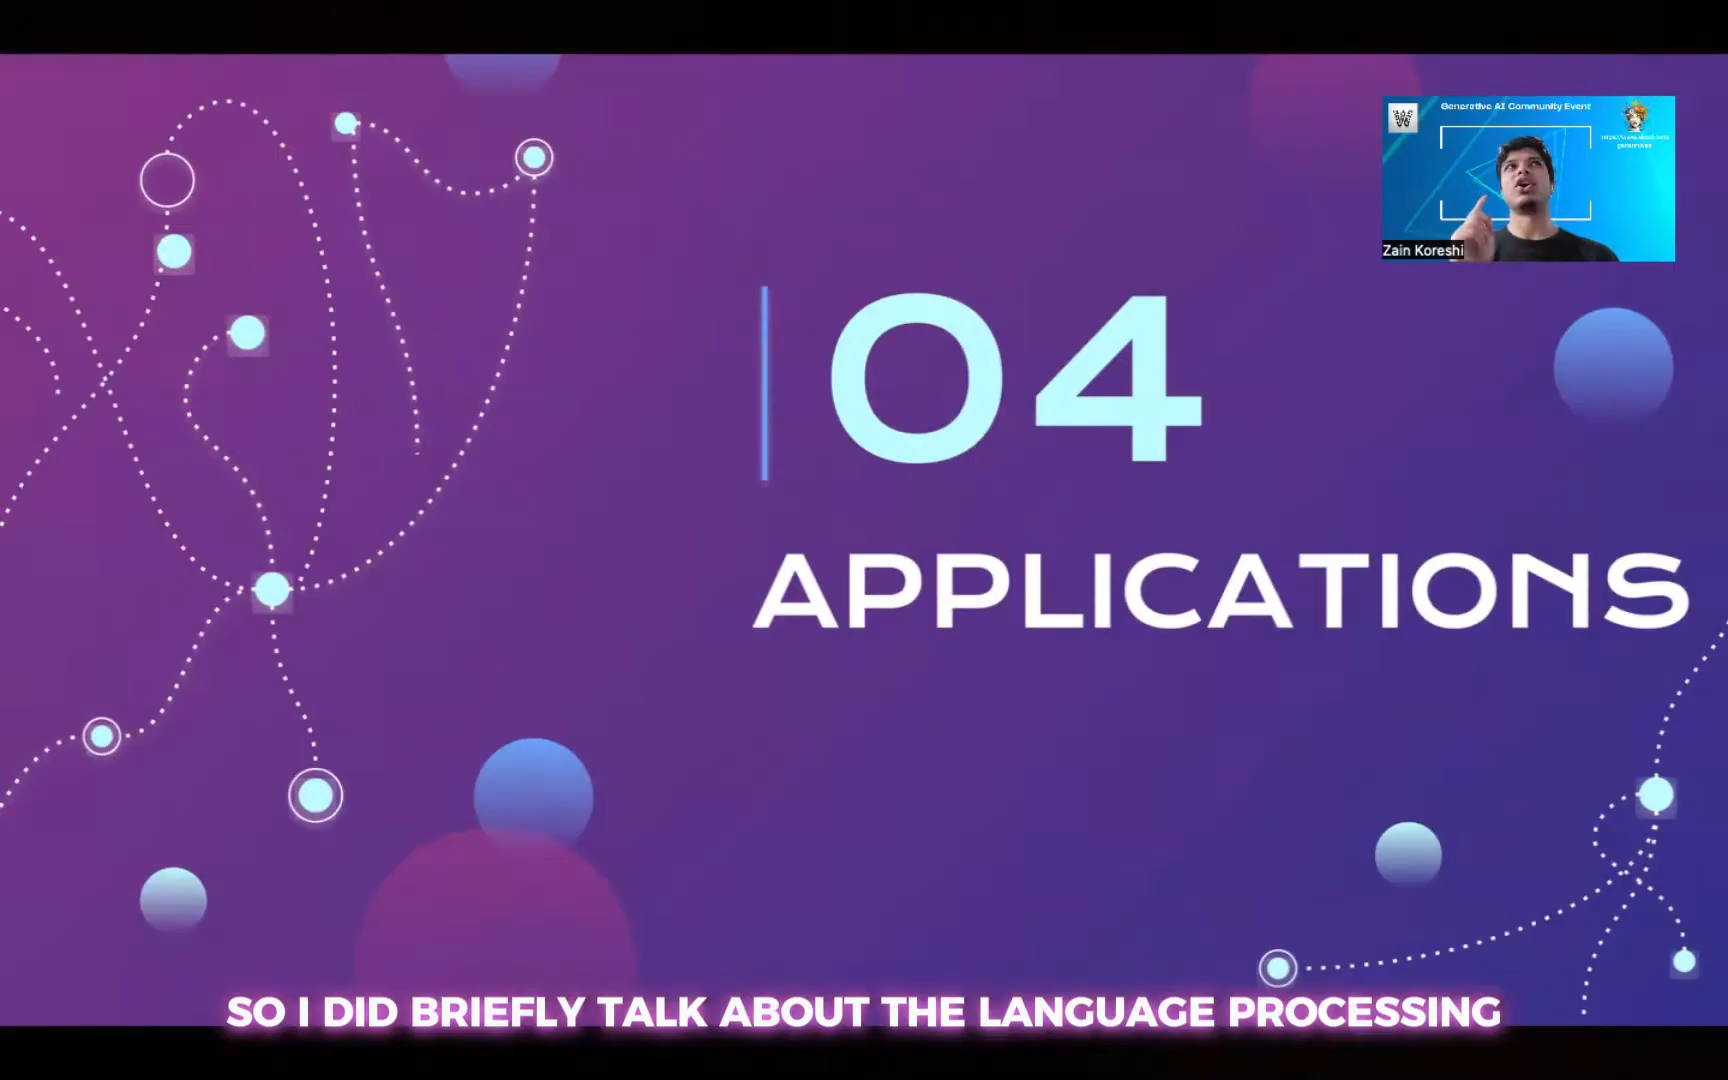 Generative AI Community Event
Zain Koreshi
04
APPLICATIONS
SO I DID BRIEFLY TALK ABOUT THE LANGUAGE PROCESSING